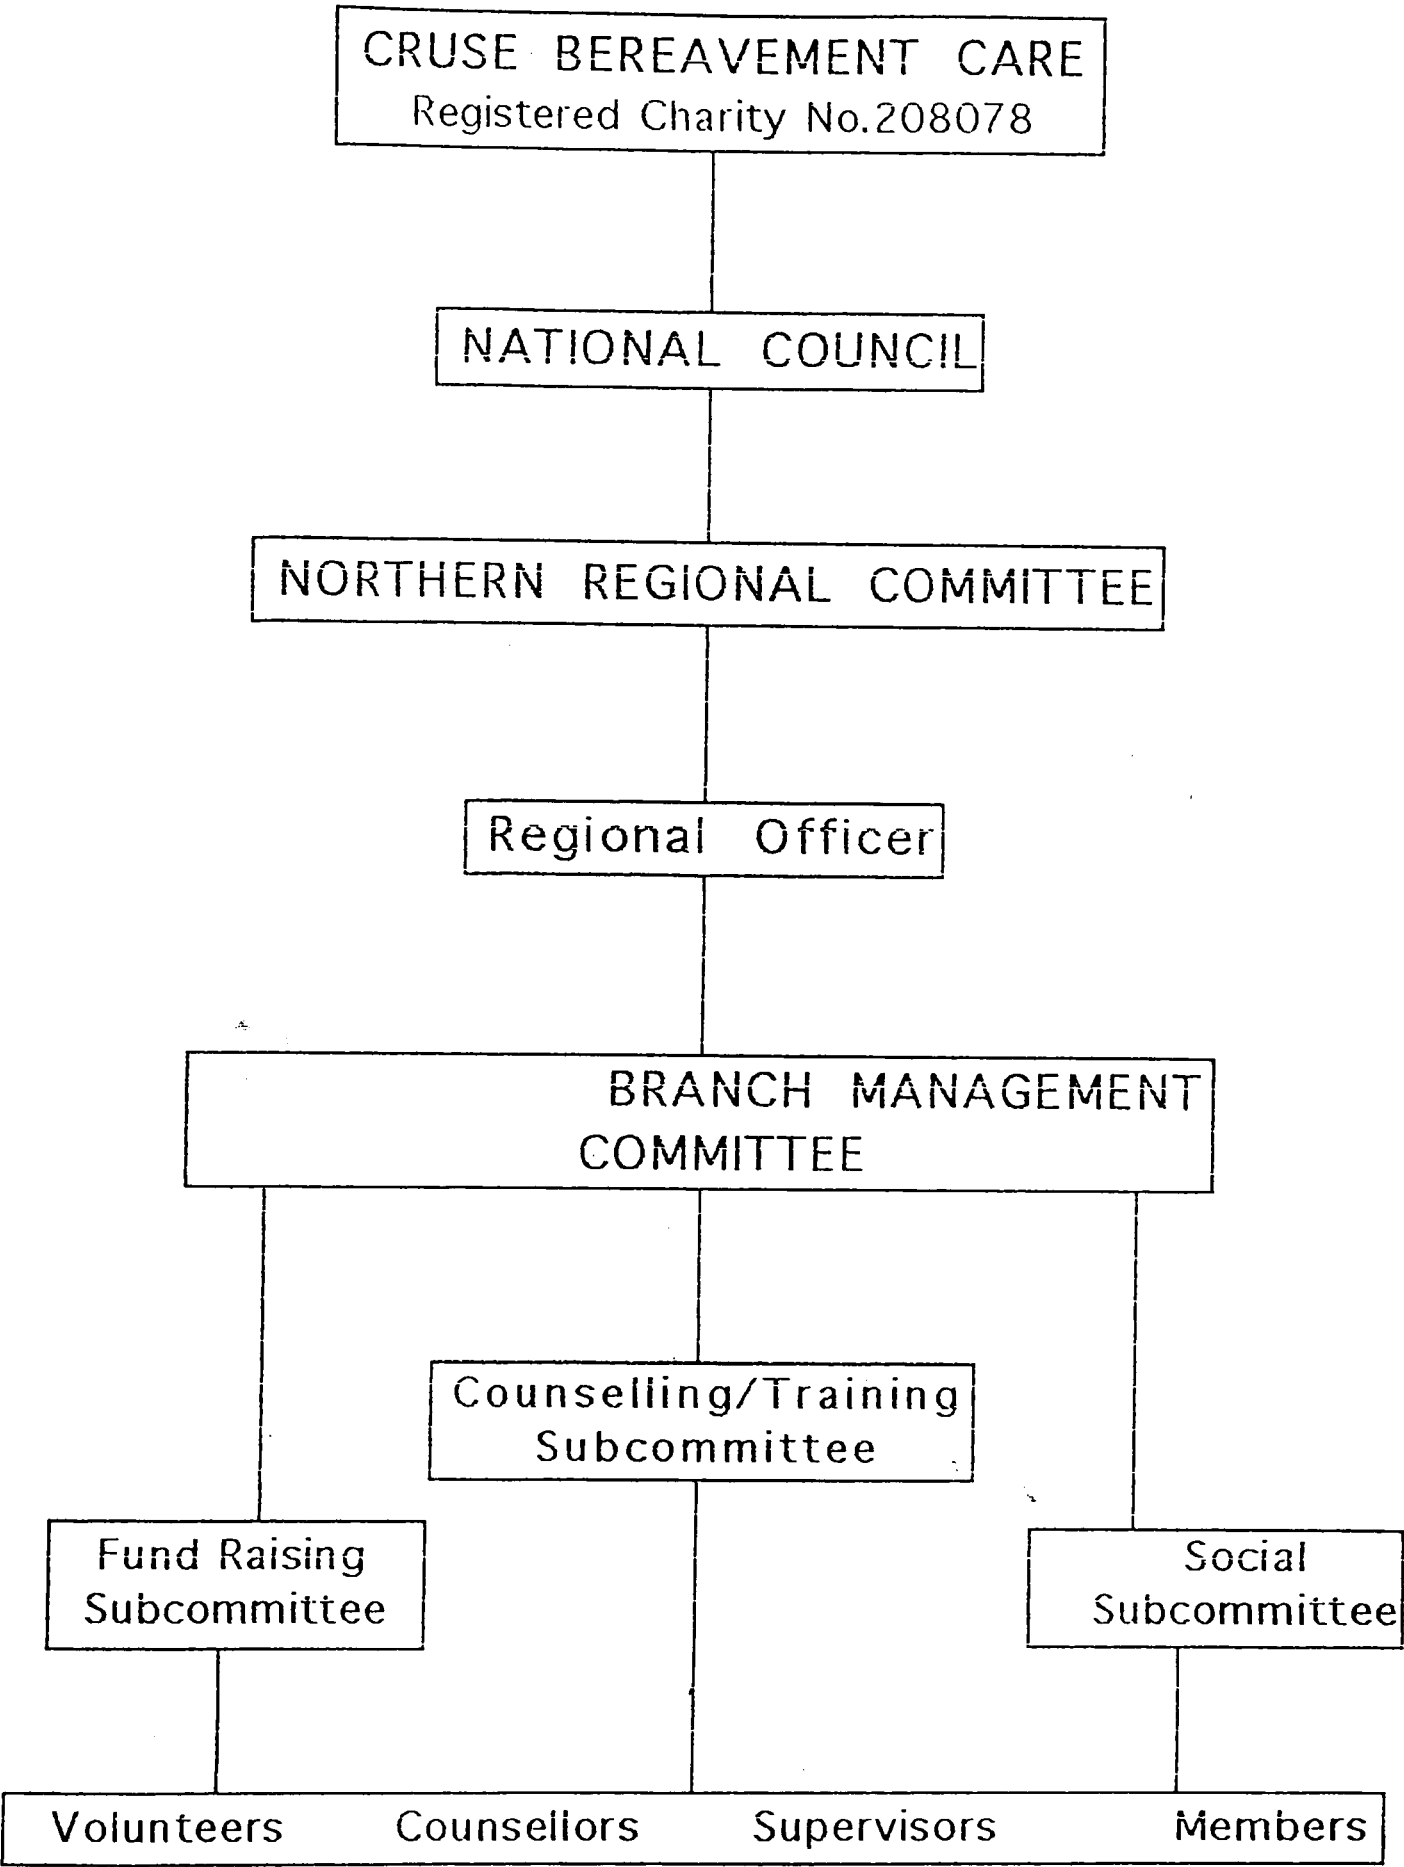 CRUSE BEREAVEMENT CARE
Registered Charity No.208078
NATIONAL COUNCIL
NORTHERN REGIONAL COMMITTEE
Regional Officer
BRANCH MANAGEMENT
COMMITTEE
Counselling/Training
Subcommittee
Fund Raising
Subcommittee
Social
Subcommittee
Volunteers Counsellors Supervisors Members